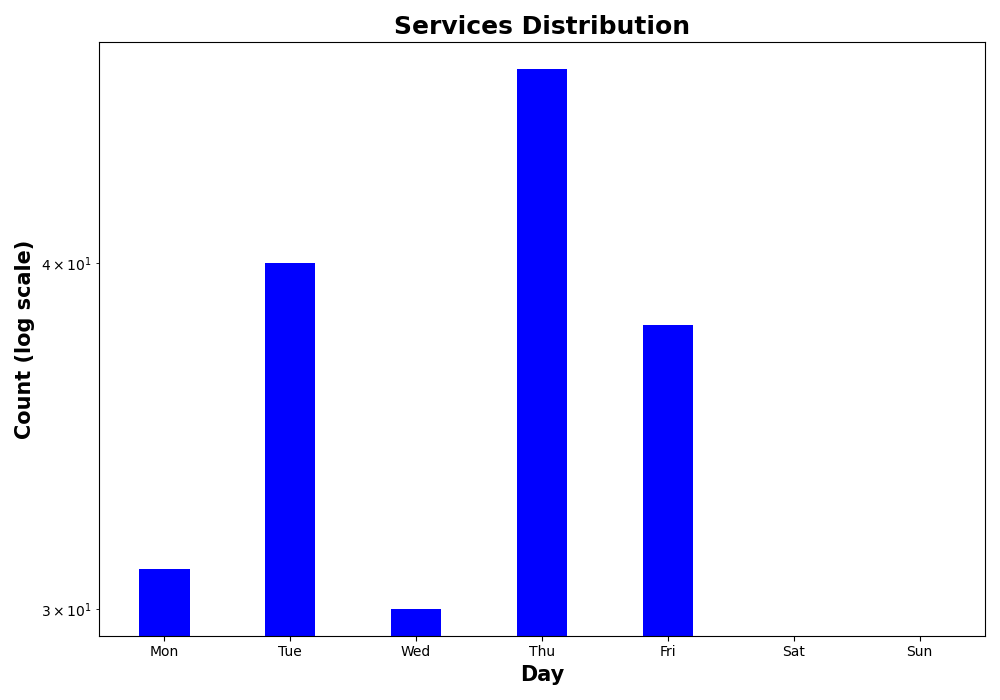 Services Distribution
Count (log scale)
4 × 10¹
3 × 10¹
Mon Tue Wed Thu Fri Sat Sun
Day